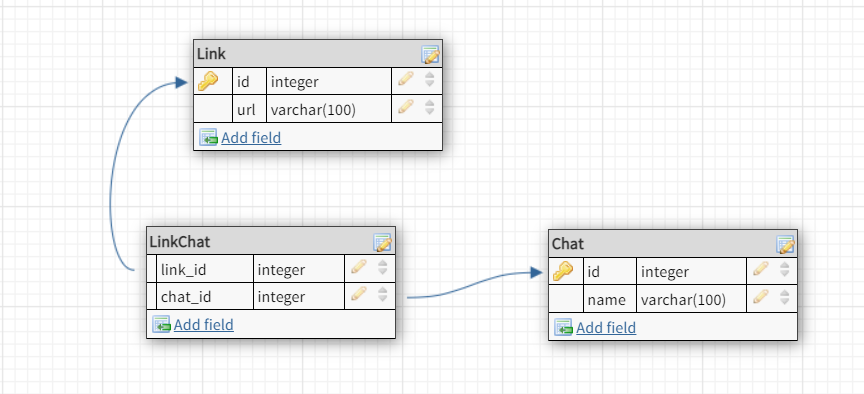 Link
id integer
url varchar(100)
Add field
LinkChat
link_id integer
chat_id integer
Add field
Chat
id integer
name varchar(100)
Add field